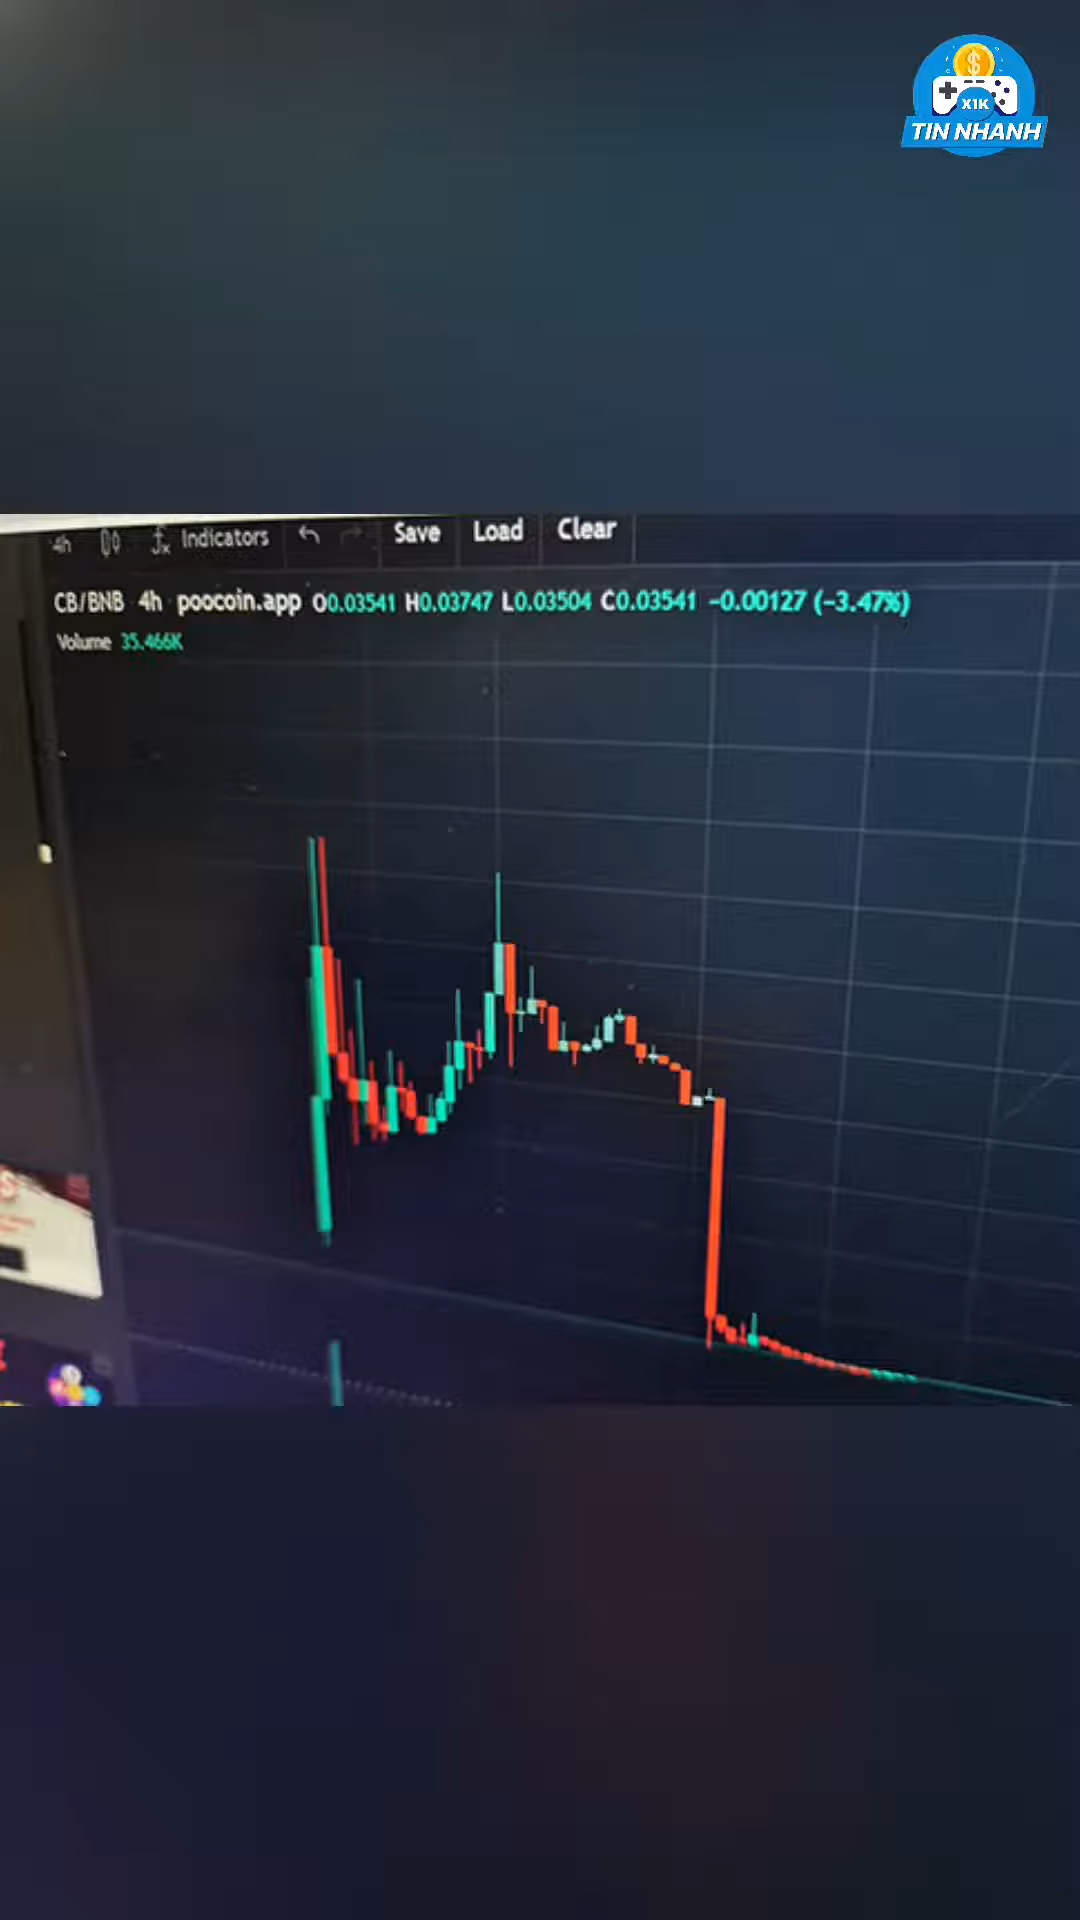 $
X1K
TIN NHANH
4h Indicators Save Load Clear
CB/BNB 4h poocoin.app O0.03541 H0.03747 L0.03504 C0.03541 −0.00127 (−3.47%)
Volume 35.466K